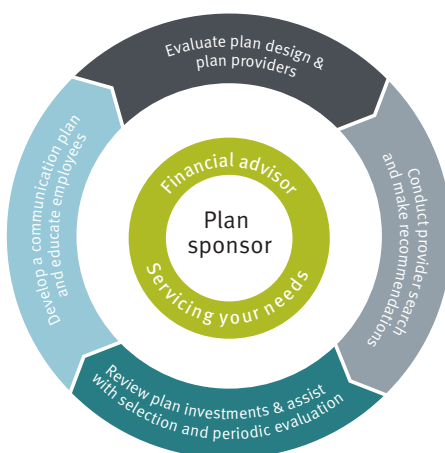 Evaluate plan design &
plan providers
Conduct provider search
and make recommendations
Review plan investments & assist
with selection and periodic evaluation
Develop a communication plan
and educate employees
Financial advisor
Plan
sponsor
Servicing your needs